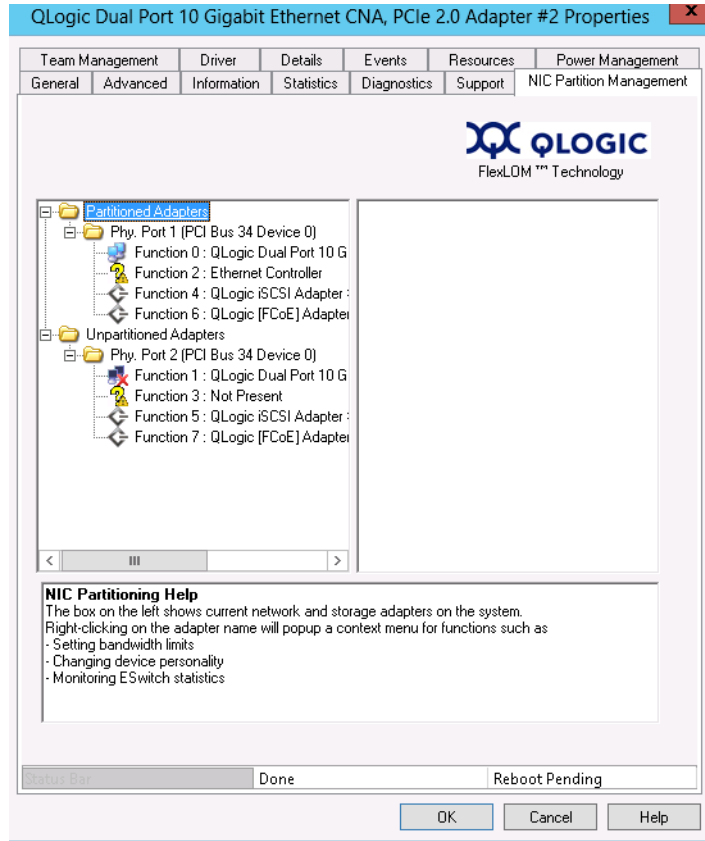 QLogic Dual Port 10 Gigabit Ethernet CNA, PCIe 2.0 Adapter #2 Properties
x
Team Management Driver Details Events Resources Power Management
General Advanced Information Statistics Diagnostics Support NIC Partition Management
QLOGIC
FlexLOM ™ Technology
Partitioned Adapters
Phy. Port 1 (PCI Bus 34 Device 0)
Function 0 : QLogic Dual Port 10 G
Function 2 : Ethernet Controller
Function 4 : QLogic iSCSI Adapter
Function 6 : QLogic [FCoE] Adapter
Unpartitioned Adapters
Phy. Port 2 (PCI Bus 34 Device 0)
Function 1 : QLogic Dual Port 10 G
Function 3 : Not Present
Function 5 : QLogic iSCSI Adapter
Function 7 : QLogic [FCoE] Adapter
NIC Partitioning Help
The box on the left shows current network and storage adapters on the system.
Right-clicking on the adapter name will popup a context menu for functions such as
- Setting bandwidth limits
- Changing device personality
- Monitoring ESwitch statistics
Status Bar Done Reboot Pending
OK Cancel Help